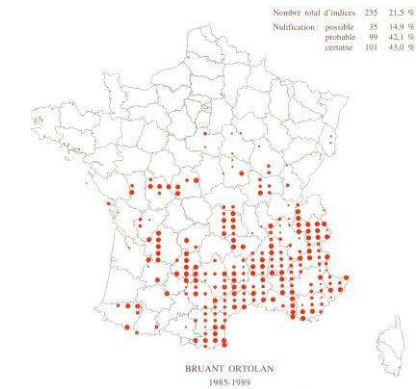 Nombre total d'indices 235 21,5 %
Nidification: possible 35 14,9 %
probable 99 42,1 %
certaine 101 43,0 %
BRUANT ORTOLAN
1985-1989